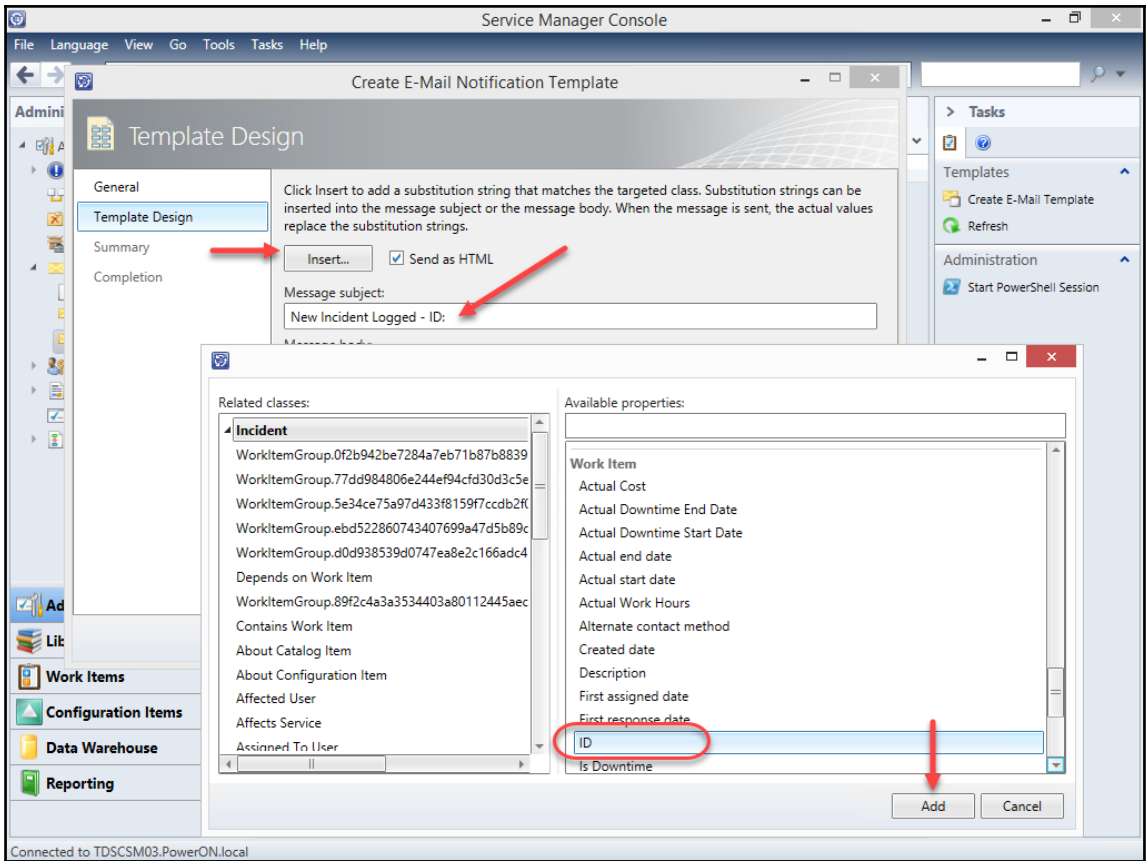 Service Manager Console
File Language View Go Tools Tasks Help
Create E-Mail Notification Template
Admini
Template Design
General
Template Design
Summary
Completion
Click Insert to add a substitution string that matches the targeted class. Substitution strings can be
inserted into the message subject or the message body. When the message is sent, the actual values
replace the substitution strings.
Insert...
Send as HTML
Message subject:
New Incident Logged - ID:
Tasks
Templates
Create E-Mail Template
Refresh
Administration
Start PowerShell Session
Related classes:
Incident
WorkItemGroup.0f2b942be7284a7eb71b87b8839
WorkItemGroup.77dd984806e244ef94cfd30d3c5e
WorkItemGroup.5e34ce75a97d433f8159f7ccdb2f(
WorkItemGroup.ebd522860743407699a47d5b89c
WorkItemGroup.d0d938539d0747ea8e2c166adc4
Depends on Work Item
WorkItemGroup.89f2c4a3a3534403a80112445aec
Contains Work Item
About Catalog Item
About Configuration Item
Affected User
Affects Service
Assigned To User
Available properties:
Work Item
Actual Cost
Actual Downtime End Date
Actual Downtime Start Date
Actual end date
Actual start date
Actual Work Hours
Alternate contact method
Created date
Description
First assigned date
First response date
ID
Is Downtime
Add
Cancel
Ad
Lib
Work Items
Configuration Items
Data Warehouse
Reporting
Connected to TDSCSM03.PowerON.local